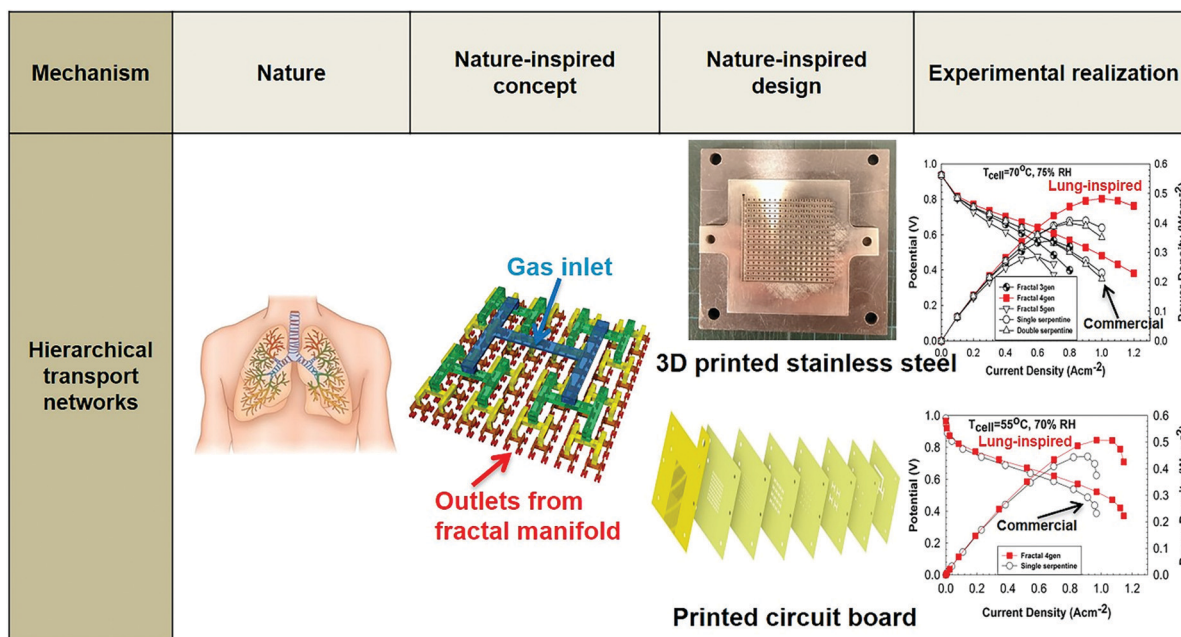 Mechanism
Nature
Nature-inspired
concept
Nature-inspired
design
Experimental realization
Hierarchical
transport
networks
Gas inlet
Outlets from
fractal manifold
3D printed stainless steel
Printed circuit board
Tcell=70°C, 75% RH
Lung-inspired
Commercial
Fractal 3gen
Fractal 4gen
Fractal 5gen
Single serpentine
Double serpentine
Potential (V)
1.0
0.8
0.6
0.4
0.2
0.0
0.6
0.5
0.4
0.3
0.2
0.1
0.0
0.0 0.2 0.4 0.6 0.8 1.0 1.2
Current Density (Acm-2)
Tcell=55°C, 70% RH
Lung-inspired
Commercial
Fractal 4gen
Single serpentine
Potential (V)
1.0
0.8
0.6
0.4
0.2
0.0
0.6
0.5
0.4
0.3
0.2
0.1
0.0
0.0 0.2 0.4 0.6 0.8 1.0 1.2
Current Density (Acm-2)